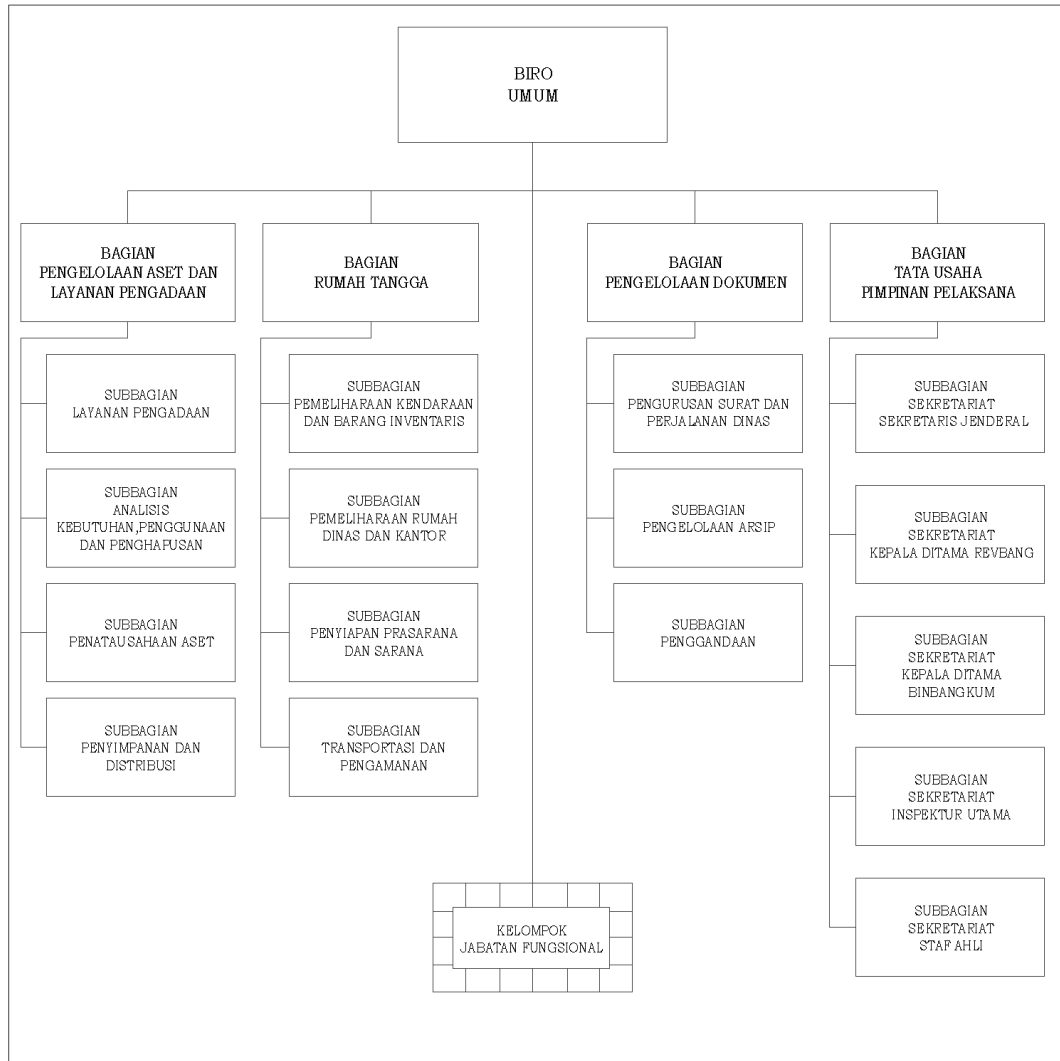 BIRO
UMUM
BAGIAN
PENGELOLAAN ASET DAN
LAYANAN PENGADAAN
BAGIAN
RUMAH TANGGA
BAGIAN
PENGELOLAAN DOKUMEN
BAGIAN
TATA USAHA
PIMPINAN PELAKSANA
SUBBAGIAN
LAYANAN PENGADAAN
SUBBAGIAN
ANALISIS
KEBUTUHAN,PENGGUNAAN
DAN PENGHAPUSAN
SUBBAGIAN
PENATAUSAHAAN ASET
SUBBAGIAN
PENYIMPANAN DAN
DISTRIBUSI
SUBBAGIAN
PEMELIHARAAN KENDARAAN
DAN BARANG INVENTARIS
SUBBAGIAN
PEMELIHARAAN RUMAH
DINAS DAN KANTOR
SUBBAGIAN
PENYIAPAN PRASARANA
DAN SARANA
SUBBAGIAN
TRANSPORTASI DAN
PENGAMANAN
SUBBAGIAN
PENGURUSAN SURAT DAN
PERJALANAN DINAS
SUBBAGIAN
PENGELOLAAN ARSIP
SUBBAGIAN
PENGGANDAAN
SUBBAGIAN
SEKRETARIAT
SEKRETARIS JENDERAL
SUBBAGIAN
SEKRETARIAT
KEPALA DITAMA REVBANG
SUBBAGIAN
SEKRETARIAT
KEPALA DITAMA
BINBANGKUM
SUBBAGIAN
SEKRETARIAT
INSPEKTUR UTAMA
SUBBAGIAN
SEKRETARIAT
STAF AHLI
KELOMPOK
JABATAN FUNGSIONAL